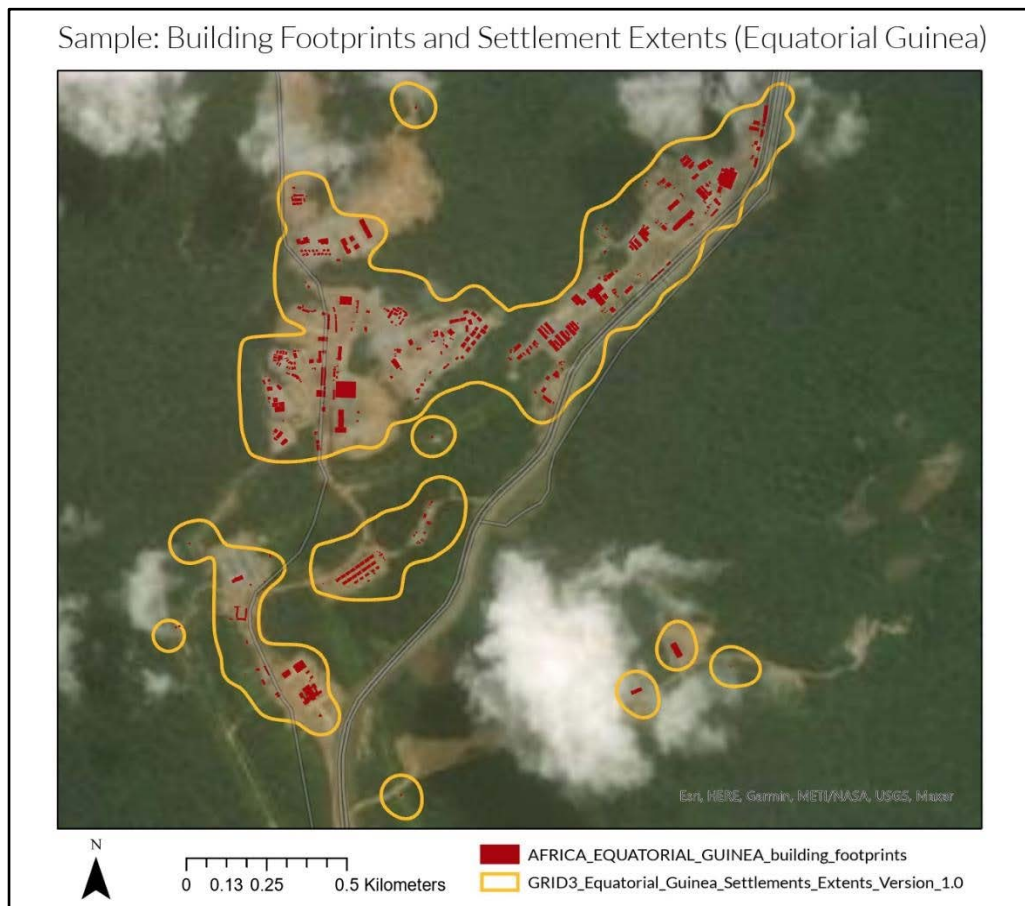 Sample: Building Footprints and Settlement Extents (Equatorial Guinea)
Esri, HERE, Garmin, METI/NASA, USGS, Maxar
N
0 0.13 0.25 0.5 Kilometers
AFRICA_EQUATORIAL_GUINEA_building_footprints
GRID3_Equatorial_Guinea_Settlements_Extents_Version_1.0